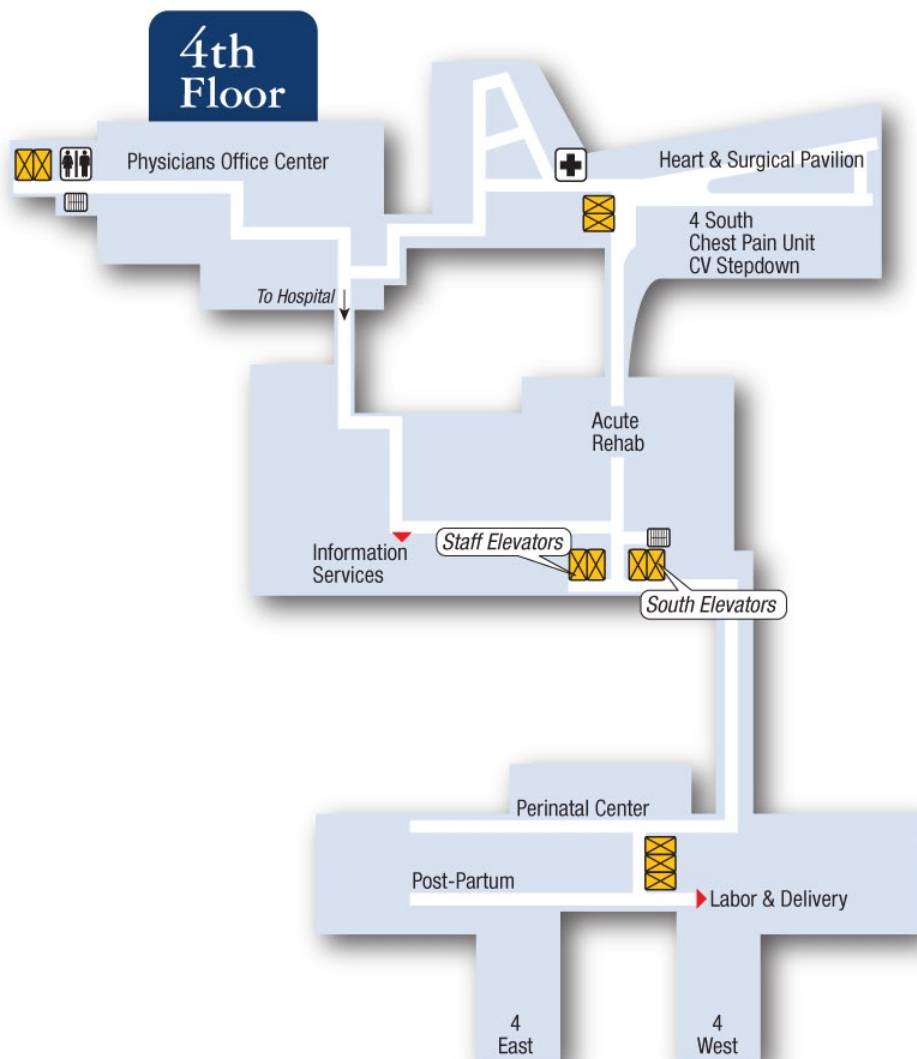 4th
Floor
Physicians Office Center
Heart & Surgical Pavilion
4 South
Chest Pain Unit
CV Stepdown
To Hospital
Acute
Rehab
Information
Services
Staff Elevators
South Elevators
Perinatal Center
Post-Partum
Labor & Delivery
4
East
4
West